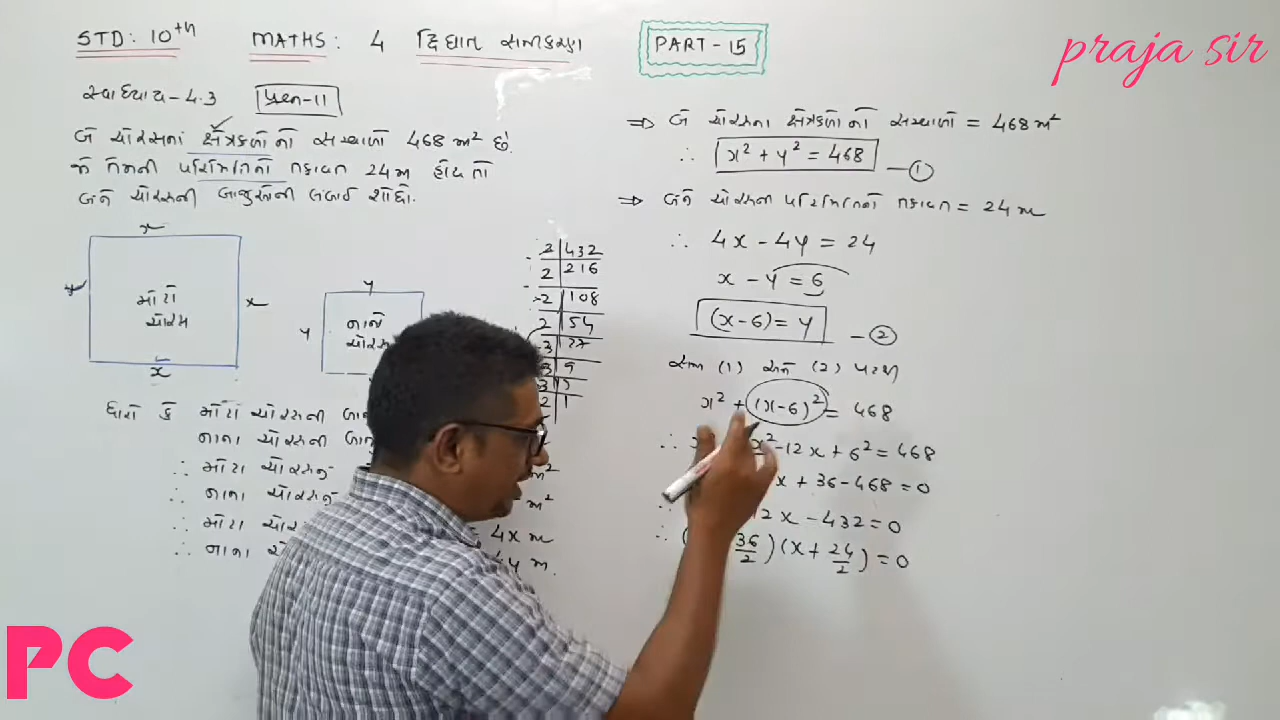 STD: 10th MATHS: 4 દ્વિઘાત સમીકરણ
PART-15
praja sir
સ્વાધ્યાય-4.3 પ્રશ્ન-11
બે ચોરસનાં ક્ષેત્રફળોનો સરવાળો 468 m² છે.
જો તેમની પરિમિતિનો તફાવત 24 m હોય તો
બંને ચોરસની બાજુઓની લંબાઈ શોધો.
x
x
મોટો
ચોરસ
x
y
y
નાનો
ચોરસ
2 | 432
2 | 216
2 | 108
2 | 54
3 | 27
3 | 9
3 | 3
1
ધારો કે મોટા ચોરસની
નાના ચોરસની
∴ મોટા ચોરસનું
∴ નાના
m²
∴ મોટા 4x m
∴ નાના 4y m.
⇒ બે ચોરસના ક્ષેત્રફળોનો સરવાળો = 468 m²
∴ x² + y² = 468 —①
⇒ બંને ચોરસની પરિમિતિનો તફાવત = 24 m
∴ 4x - 4y = 24
x - y = 6
(x-6) = y —②
સમી (1) અને (2) પરથી
x² + (x-6)² = 468
∴ x² -12x + 6² = 468
x + 36 - 468 = 0
12x - 432 = 0
∴ 36/2 ) (x + 24/2) = 0
PC